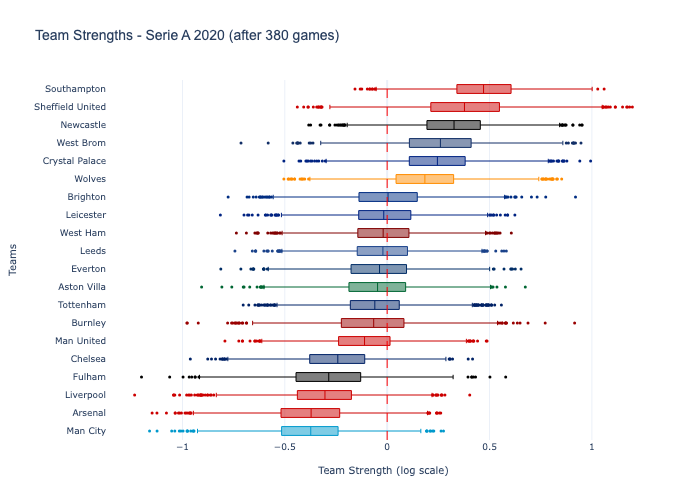 Team Strengths - Serie A 2020 (after 380 games)
Southampton
Sheffield United
Newcastle
West Brom
Crystal Palace
Wolves
Brighton
Leicester
West Ham
Leeds
Everton
Aston Villa
Tottenham
Burnley
Man United
Chelsea
Fulham
Liverpool
Arsenal
Man City
Teams
−1 −0.5 0 0.5 1
Team Strength (log scale)